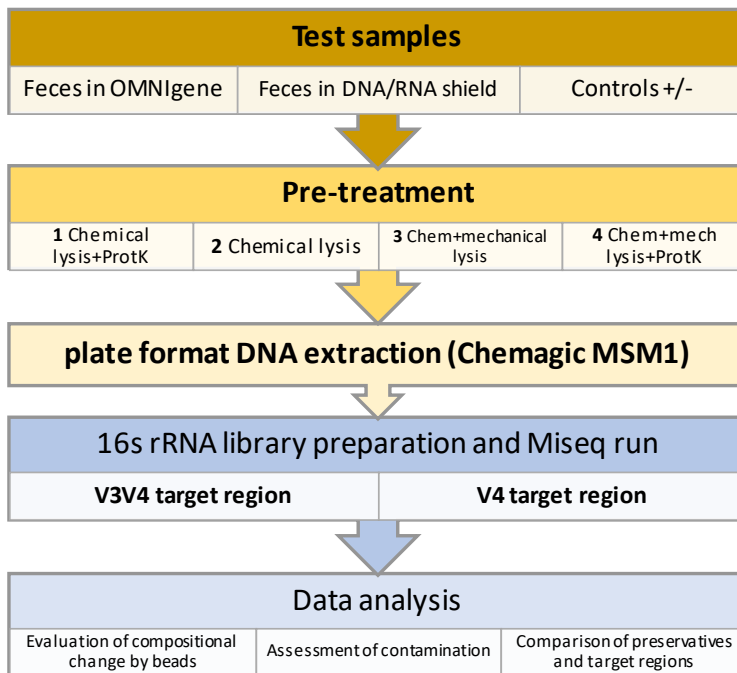 Test samples
Feces in OMNIgene
Feces in DNA/RNA shield
Controls +/-
Pre-treatment
1 Chemical
lysis+ProtK
2 Chemical lysis
3 Chem+mechanical
lysis
4 Chem+mech
lysis+ProtK
plate format DNA extraction (Chemagic MSM1)
16s rRNA library preparation and Miseq run
V3V4 target region
V4 target region
Data analysis
Evaluation of compositional
change by beads
Assessment of contamination
Comparison of preservatives
and target regions